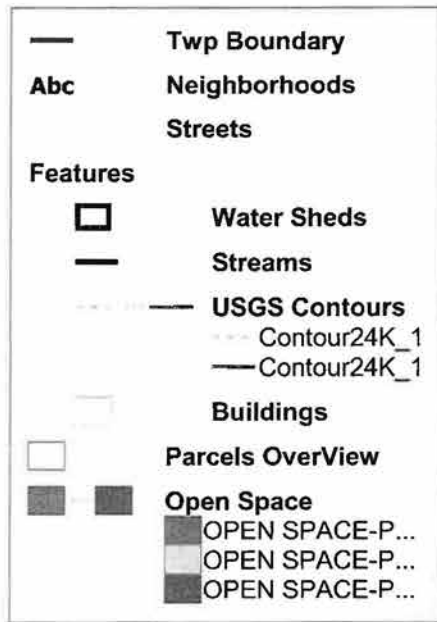 Twp Boundary
Abc Neighborhoods
Streets
Features
Water Sheds
Streams
USGS Contours
Contour24K_1
Contour24K_1
Buildings
Parcels OverView
Open Space
OPEN SPACE-P...
OPEN SPACE-P...
OPEN SPACE-P...